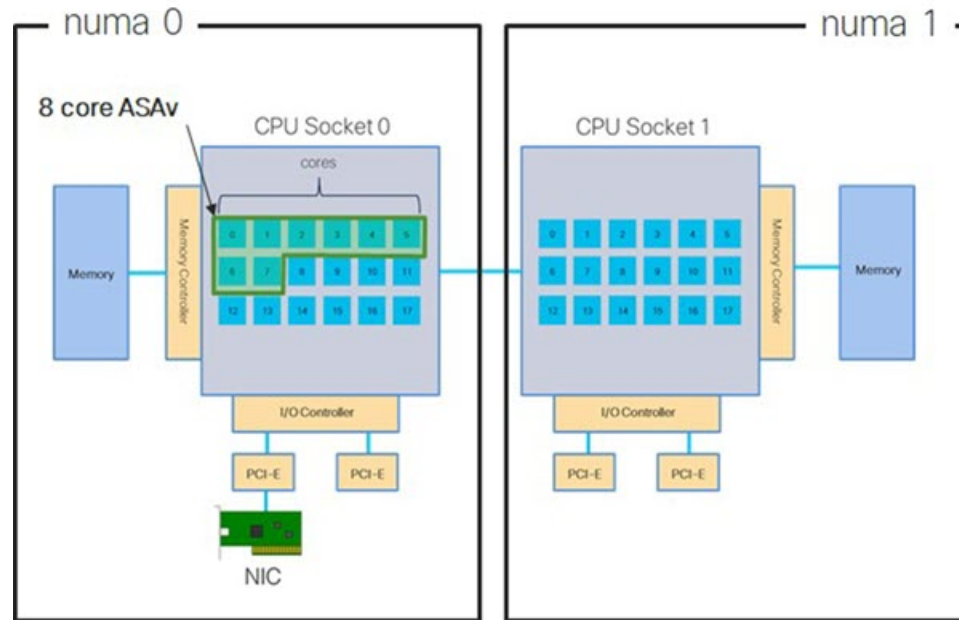 numa 0
numa 1
8 core ASAv
CPU Socket 0
CPU Socket 1
cores
Memory
Memory Controller
0 1 2 3 4 5
6 7 8 9 10 11
12 13 14 15 16 17
0 1 2 3 4 5
6 7 8 9 10 11
12 13 14 15 16 17
Memory Controller
Memory
I/O Controller
I/O Controller
PCI-E
PCI-E
PCI-E
PCI-E
NIC